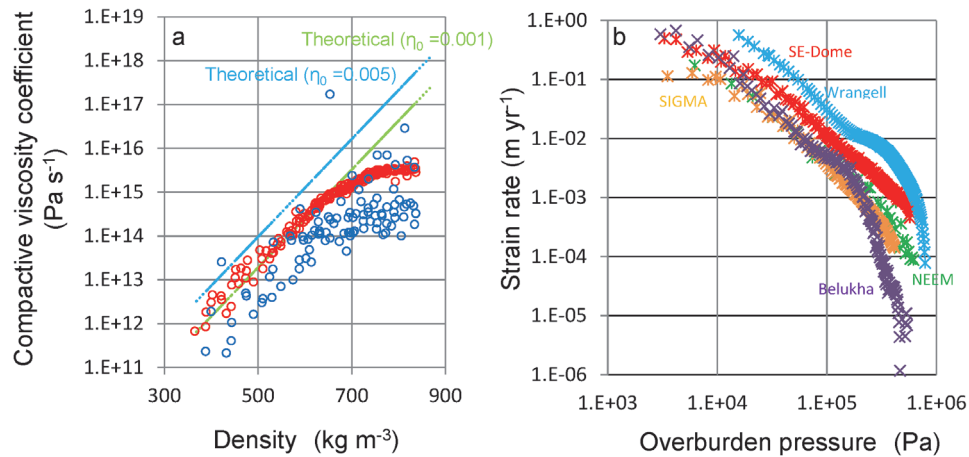 a
Theoretical (η0 =0.001)
Theoretical (η0 =0.005)
Compactive viscosity coefficient
(Pa s⁻¹)
1.E+19
1.E+18
1.E+17
1.E+16
1.E+15
1.E+14
1.E+13
1.E+12
1.E+11
300
500
700
900
Density (kg m⁻³)
b
SE-Dome
Wrangell
SIGMA
NEEM
Belukha
Strain rate (m yr⁻¹)
1.E+00
1.E-01
1.E-02
1.E-03
1.E-04
1.E-05
1.E-06
1.E+03
1.E+04
1.E+05
1.E+06
Overburden pressure (Pa)